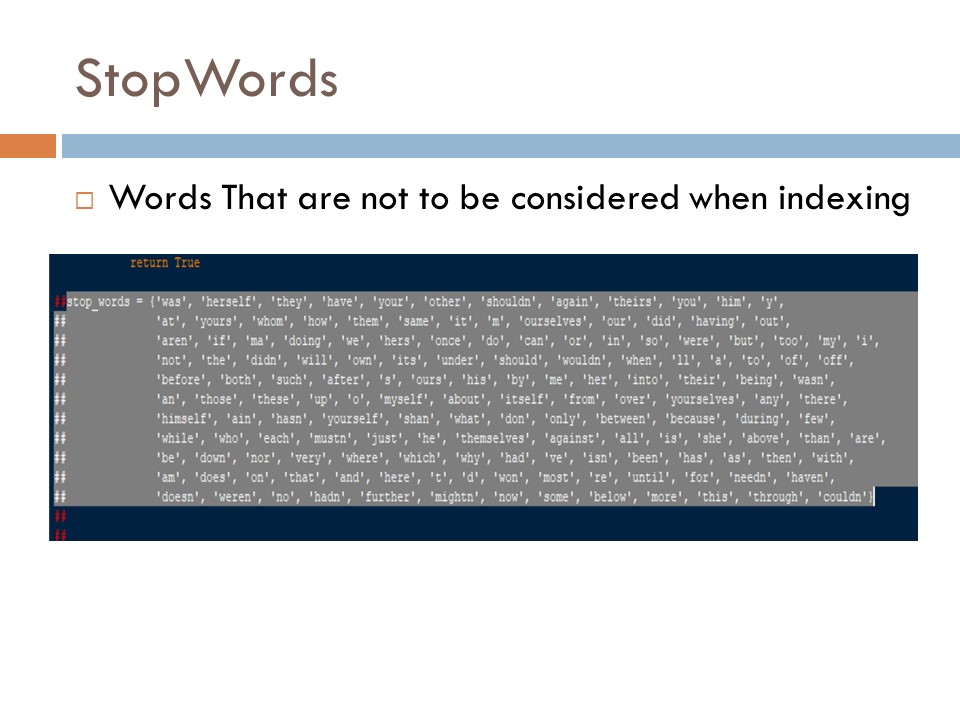 StopWords
Words That are not to be considered when indexing
return True
##stop_words = {'was', 'herself', 'they', 'have', 'your', 'other', 'shouldn', 'again', 'theirs', 'you', 'him', 'y',
## 'at', 'yours', 'whom', 'how', 'them', 'same', 'it', 'm', 'ourselves', 'our', 'did', 'having', 'out',
## 'aren', 'if', 'ma', 'doing', 'we', 'hers', 'once', 'do', 'can', 'or', 'in', 'so', 'were', 'but', 'too', 'my', 'i',
## 'not', 'the', 'didn', 'will', 'own', 'its', 'under', 'should', 'wouldn', 'when', 'll', 'a', 'to', 'of', 'off',
## 'before', 'both', 'such', 'after', 's', 'ours', 'his', 'by', 'me', 'her', 'into', 'their', 'being', 'wasn',
## 'an', 'those', 'these', 'up', 'o', 'myself', 'about', 'itself', 'from', 'over', 'yourselves', 'any', 'there',
## 'himself', 'ain', 'hasn', 'yourself', 'shan', 'what', 'don', 'only', 'between', 'because', 'during', 'few',
## 'while', 'who', 'each', 'mustn', 'just', 'he', 'themselves', 'against', 'all', 'is', 'she', 'above', 'than', 'are',
## 'be', 'down', 'nor', 'very', 'where', 'which', 'why', 'had', 've', 'isn', 'been', 'has', 'as', 'then', 'with',
## 'am', 'does', 'on', 'that', 'and', 'here', 't', 'd', 'won', 'most', 're', 'until', 'for', 'needn', 'haven',
## 'doesn', 'weren', 'no', 'hadn', 'further', 'mightn', 'now', 'some', 'below', 'more', 'this', 'through', 'couldn'}
##
##